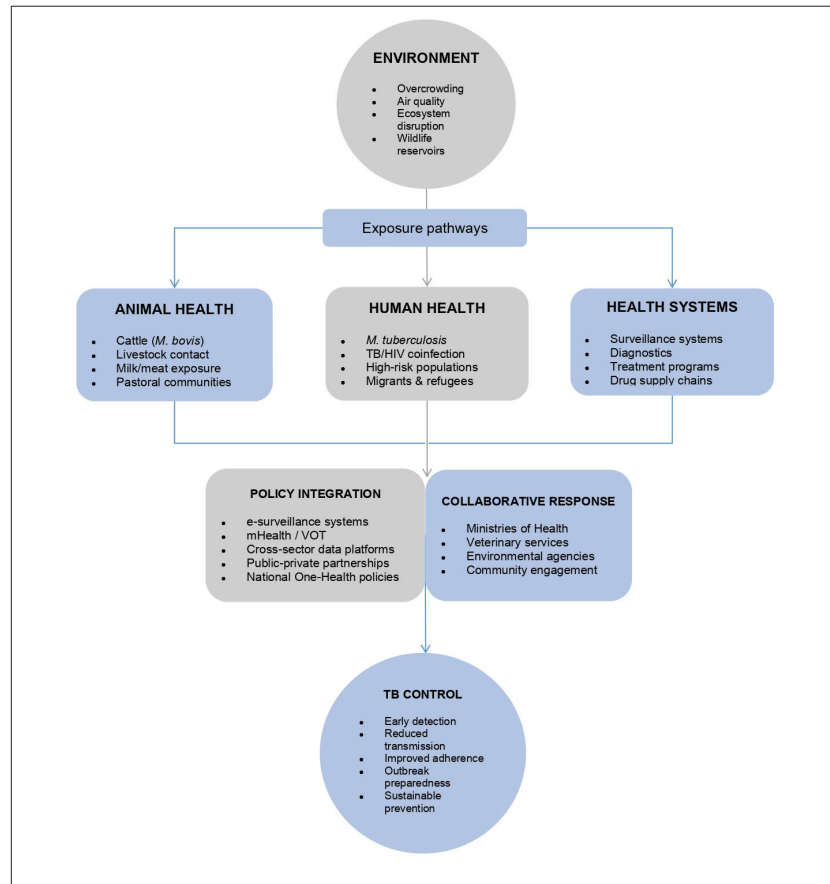 ENVIRONMENT
• Overcrowding
• Air quality
• Ecosystem
disruption
• Wildlife
reservoirs
Exposure pathways
ANIMAL HEALTH
• Cattle (M. bovis)
• Livestock contact
• Milk/meat exposure
• Pastoral communities
HUMAN HEALTH
• M. tuberculosis
• TB/HIV coinfection
• High-risk populations
• Migrants & refugees
HEALTH SYSTEMS
• Surveillance systems
• Diagnostics
• Treatment programs
• Drug supply chains
POLICY INTEGRATION
• e-surveillance systems
• mHealth / VOT
• Cross-sector data platforms
• Public-private partnerships
• National One-Health policies
COLLABORATIVE RESPONSE
• Ministries of Health
• Veterinary services
• Environmental agencies
• Community engagement
TB CONTROL
• Early detection
• Reduced
transmission
• Improved adherence
• Outbreak
preparedness
• Sustainable
prevention